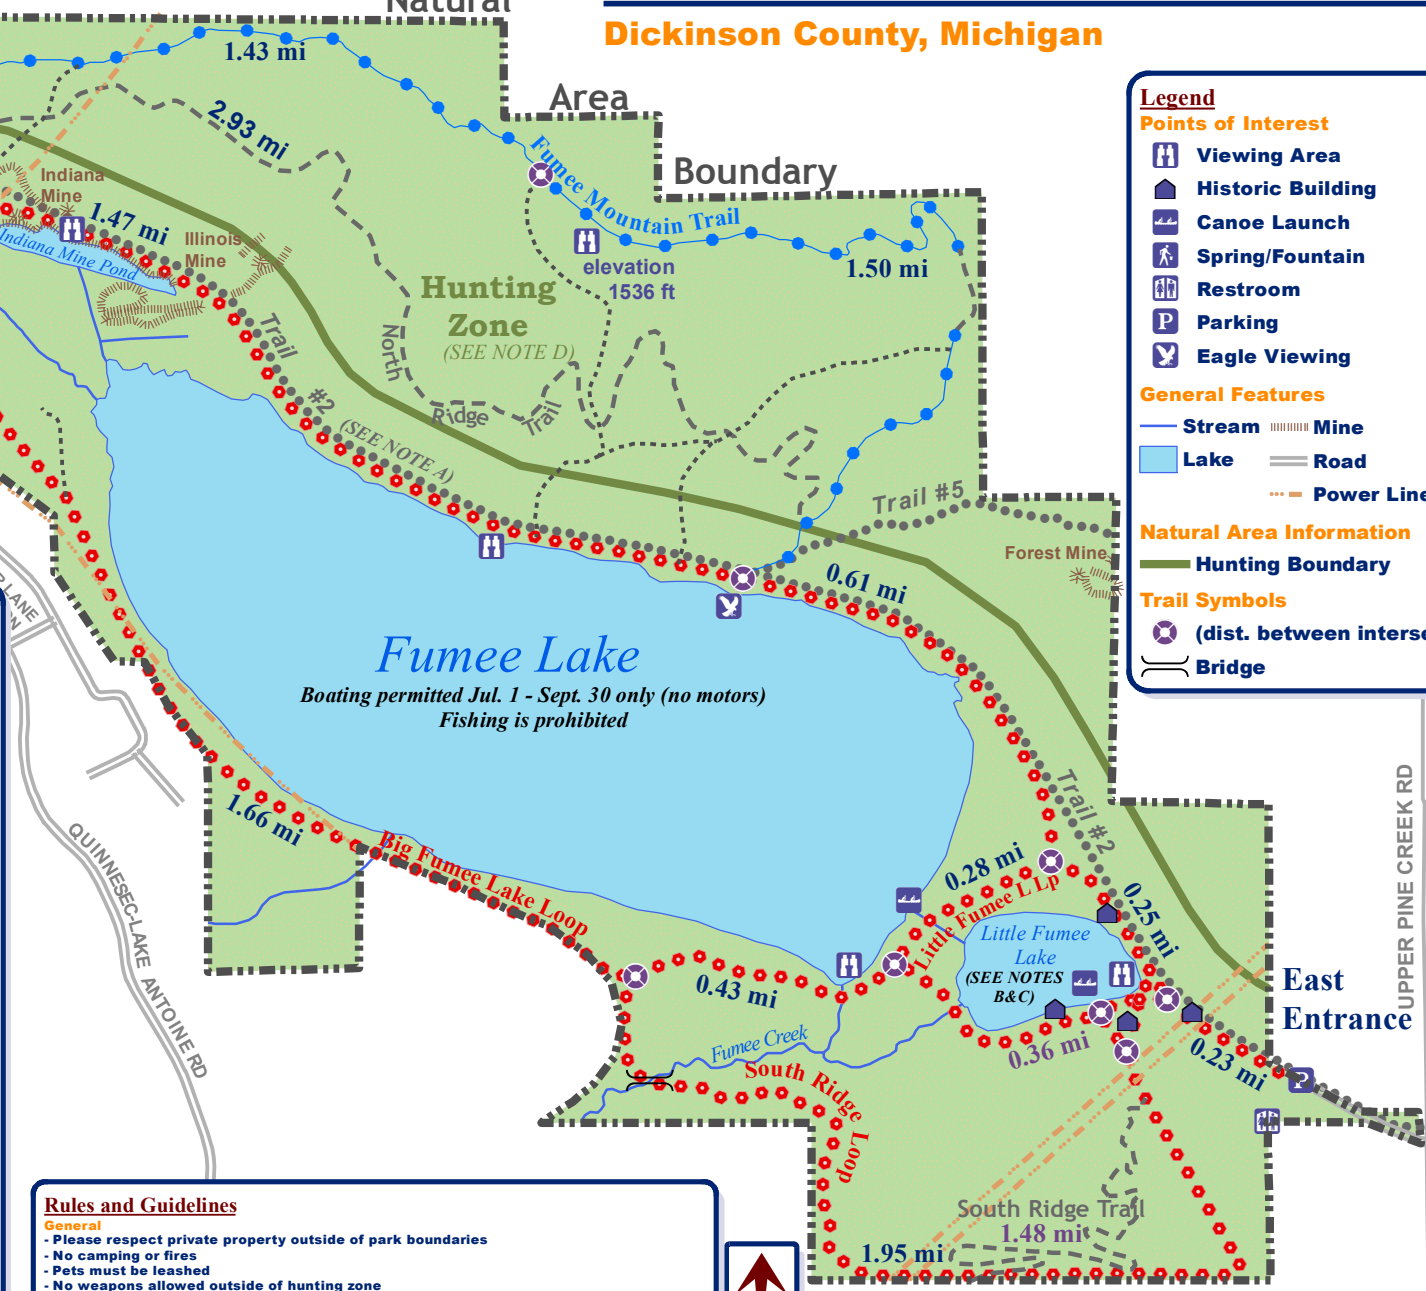 Natural
Dickinson County, Michigan
1.43 mi
Area
Legend
Points of Interest
Viewing Area
Historic Building
Canoe Launch
Spring/Fountain
Restroom
P Parking
Eagle Viewing
General Features
Stream
Mine
Lake
Road
Power Line
Natural Area Information
Hunting Boundary
Trail Symbols
(dist. between interse
Bridge
2.93 mi
Fumee Mountain Trail
Boundary
Indiana
Mine
1.47 mi
Illinois
Mine
Indiana Mine Pond
elevation
1536 ft
1.50 mi
Hunting
Zone
(SEE NOTE D)
North Ridge Trail
Trail #2
(SEE NOTE A)
Trail #5
Forest Mine
0.61 mi
LANE
Fumee Lake
Boating permitted Jul. 1 - Sept. 30 only (no motors)
Fishing is prohibited
Trail #2
UPPER PINE CREEK RD
1.66 mi
Big Fumee Lake Loop
QUINNESEC-LAKE ANTOINE RD
0.28 mi
Little Fumee L Lp
0.25 mi
Little Fumee
Lake
(SEE NOTES
B&C)
0.43 mi
East
Entrance
Fumee Creek
0.36 mi
0.23 mi
P
South Ridge Loop
South Ridge Trail
1.48 mi
1.95 mi
Rules and Guidelines
General
- Please respect private property outside of park boundaries
- No camping or fires
- Pets must be leashed
- No weapons allowed outside of hunting zone